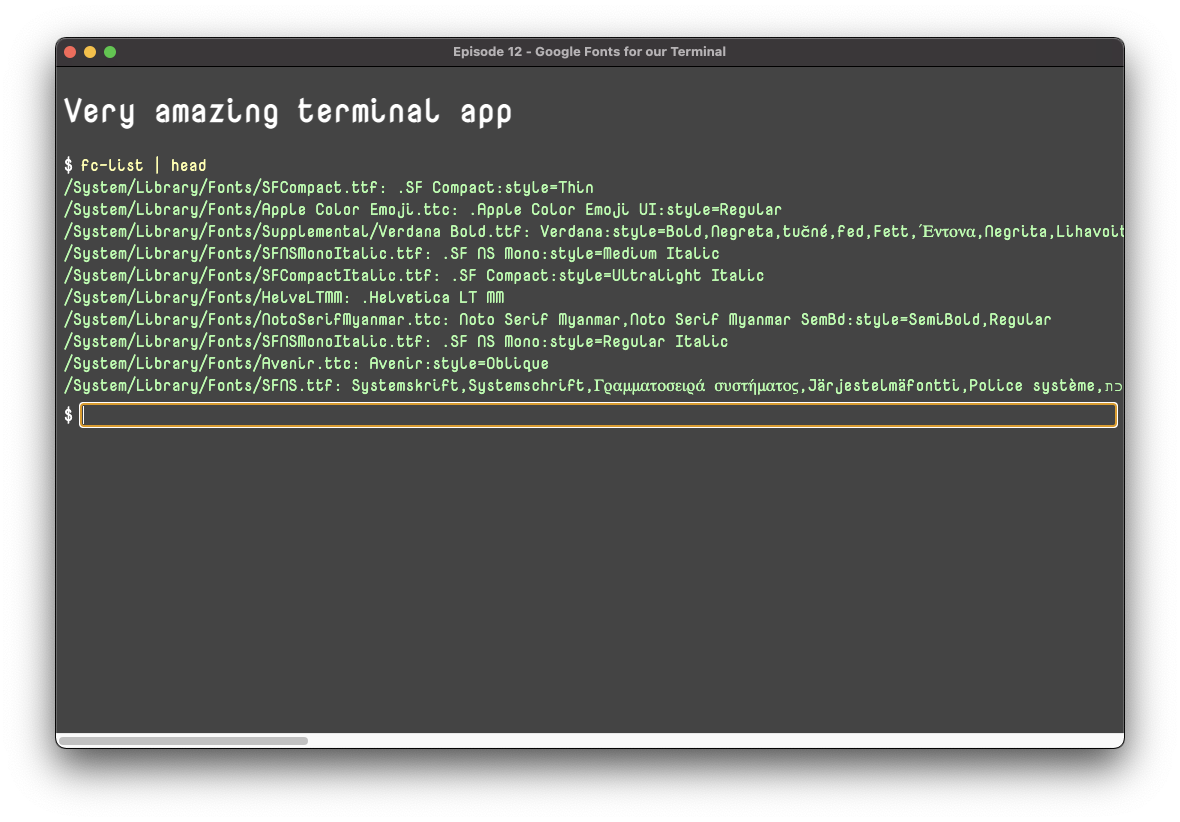 Episode 12 - Google Fonts for our Terminal
Very amazing terminal app
$ fc-list | head
/System/Library/Fonts/SFCompact.ttf: .SF Compact:style=Thin
/System/Library/Fonts/Apple Color Emoji.ttc: .Apple Color Emoji UI:style=Regular
/System/Library/Fonts/Supplemental/Verdana Bold.ttf: Verdana:style=Bold,Negreta,tučné,fed,Fett,Έντονα,Negrita,Lihavoit
/System/Library/Fonts/SFNSMonoItalic.ttf: .SF NS Mono:style=Medium Italic
/System/Library/Fonts/SFCompactItalic.ttf: .SF Compact:style=Ultralight Italic
/System/Library/Fonts/HelveLTMM: .Helvetica LT MM
/System/Library/Fonts/NotoSerifMyanmar.ttc: Noto Serif Myanmar,Noto Serif Myanmar SemBd:style=SemiBold,Regular
/System/Library/Fonts/SFNSMonoItalic.ttf: .SF NS Mono:style=Regular Italic
/System/Library/Fonts/Avenir.ttc: Avenir:style=Oblique
/System/Library/Fonts/SFNS.ttf: Systemskrift,Systemschrift,Γραμματοσειρά συστήματος,Järjestelmäfontti,Police système,
$